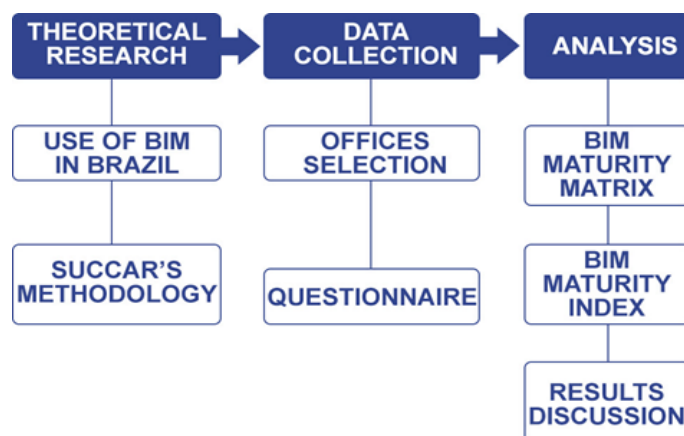 THEORETICAL
RESEARCH
USE OF BIM
IN BRAZIL
SUCCAR'S
METHODOLOGY
DATA
COLLECTION
OFFICES
SELECTION
QUESTIONNAIRE
ANALYSIS
BIM
MATURITY
MATRIX
BIM
MATURITY
INDEX
RESULTS
DISCUSSION